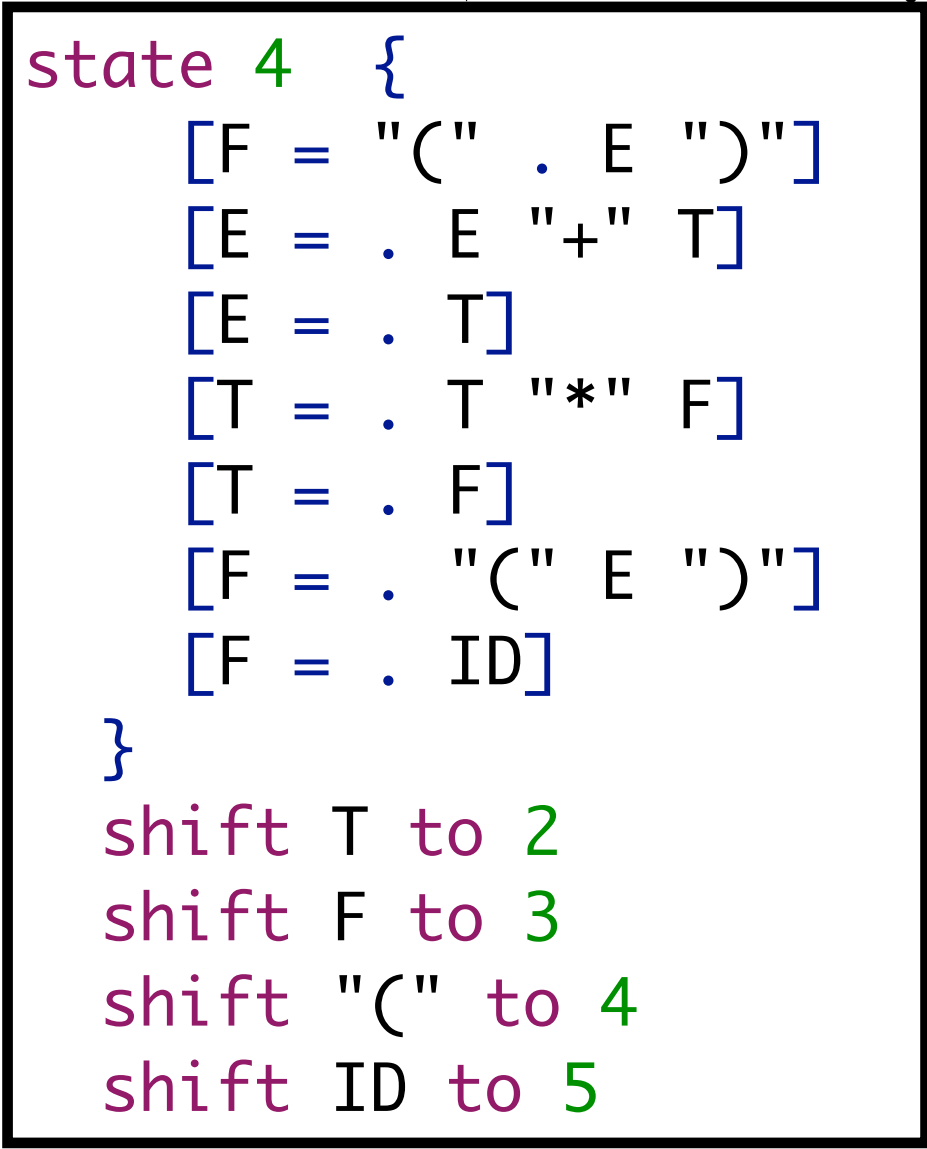 state 4 {
[F = "(" . E ")"]
[E = . E "+" T]
[E = . T]
[T = . T "*" F]
[T = . F]
[F = . "(" E ")"]
[F = . ID]
}
shift T to 2
shift F to 3
shift "(" to 4
shift ID to 5